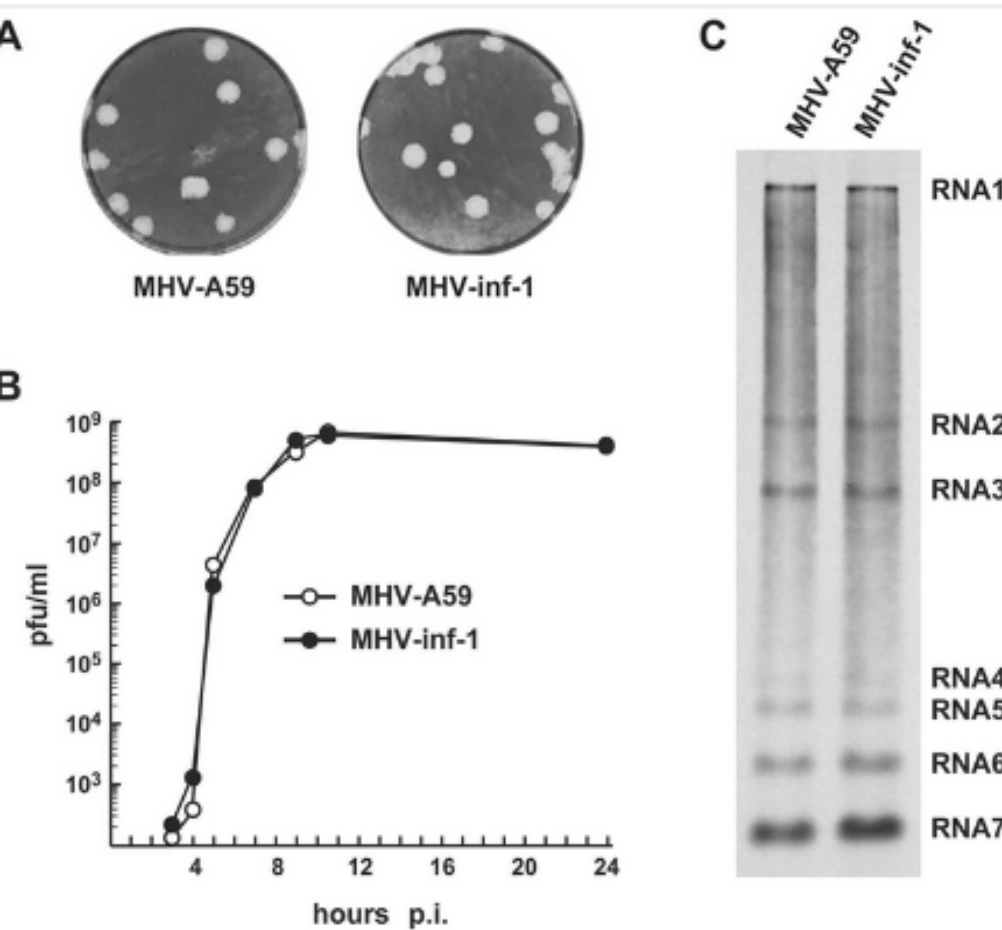 A
MHV-A59
MHV-inf-1
B
10⁹
10⁸
10⁷
10⁶
10⁵
10⁴
10³
pfu/ml
MHV-A59
MHV-inf-1
4 8 12 16 20 24
hours p.i.
C
MHV-A59
MHV-inf-1
RNA1
RNA2
RNA3
RNA4
RNA5
RNA6
RNA7